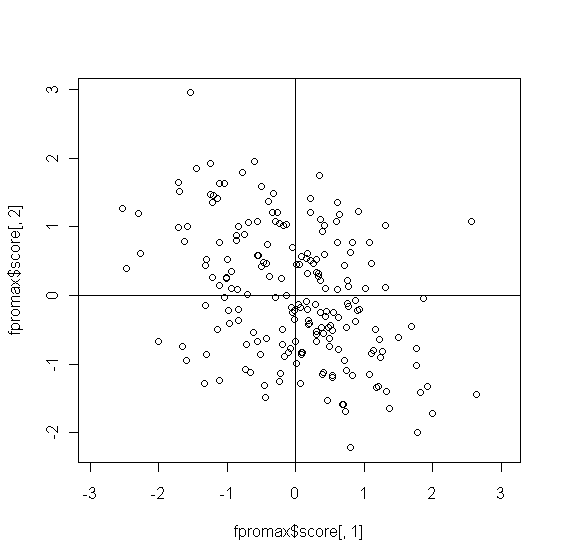 3
2
1
0
-1
-2
fpromax$score[, 2]
-3 -2 -1 0 1 2 3
fpromax$score[, 1]